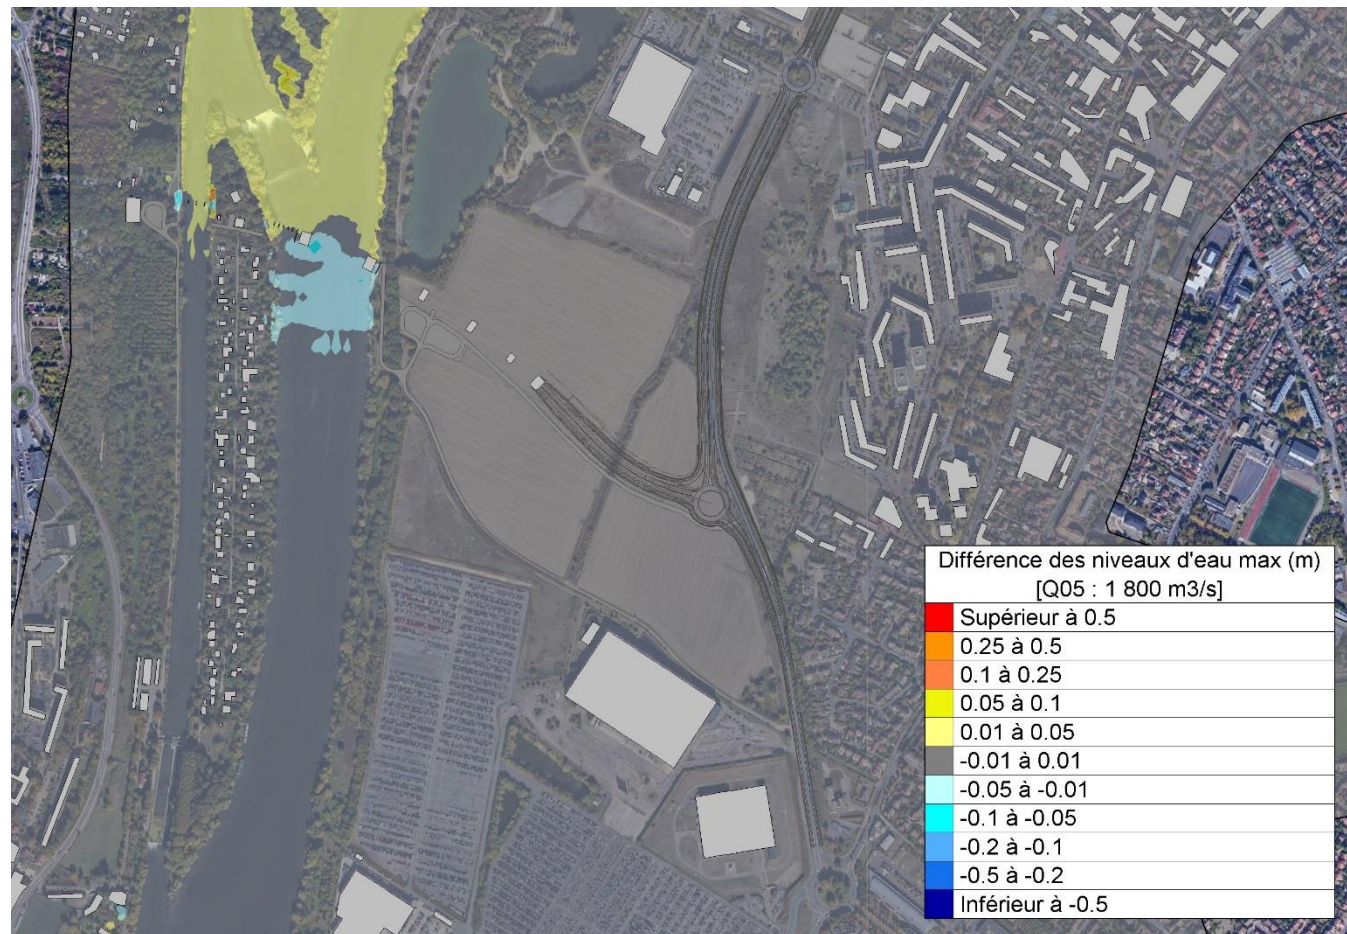 Différence des niveaux d'eau max (m)
[Q05 : 1 800 m3/s]
Supérieur à 0.5
0.25 à 0.5
0.1 à 0.25
0.05 à 0.1
0.01 à 0.05
-0.01 à 0.01
-0.05 à -0.01
-0.1 à -0.05
-0.2 à -0.1
-0.5 à -0.2
Inférieur à -0.5